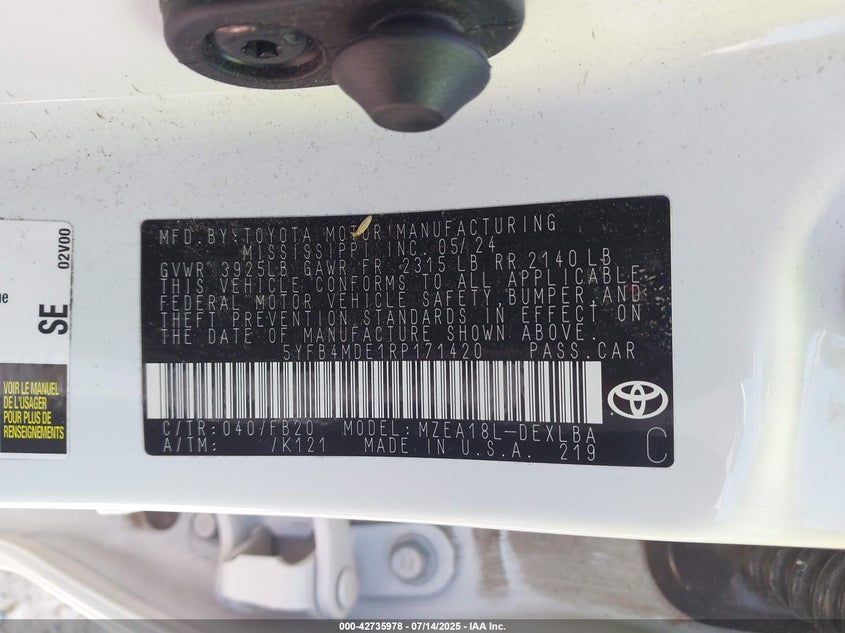 MFD. BY: TOYOTA MOTOR MANUFACTURING
MISSISSIPPI, INC. 05/24
GVWR 3925LB GAWR FR 2315 LB RR 2140 LB
THIS VEHICLE CONFORMS TO ALL APPLICABLE
FEDERAL MOTOR VEHICLE SAFETY, BUMPER, AND
THEFT PREVENTION STANDARDS IN EFFECT ON
THE DATE OF MANUFACTURE SHOWN ABOVE.
5YFB4MDE1RP171420 PASS. CAR
C/TR: 040/FB20 MODEL: MZEA18L-DEXLBA
A/TM: /K121 MADE IN U.S.A. 219
C
02V00
SE
VOIR LE MANUEL
DE L'USAGER
POUR PLUS DE
RENSEIGNEMENTS
000-42735978 - 07/14/2025 - IAA Inc.